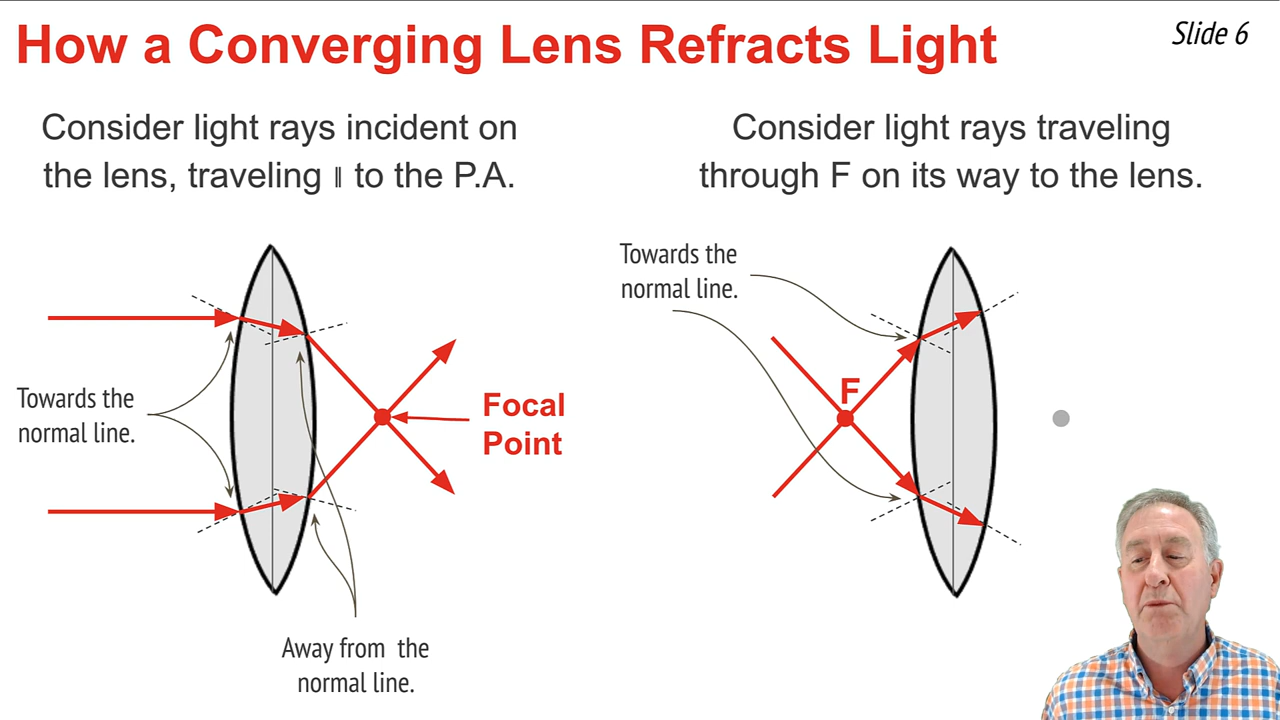 How a Converging Lens Refracts Light
Slide 6
Consider light rays incident on
the lens, traveling ∥ to the P.A.
Consider light rays traveling
through F on its way to the lens.
Towards the
normal line.
Focal
Point
Away from the
normal line.
Towards the
normal line.
F